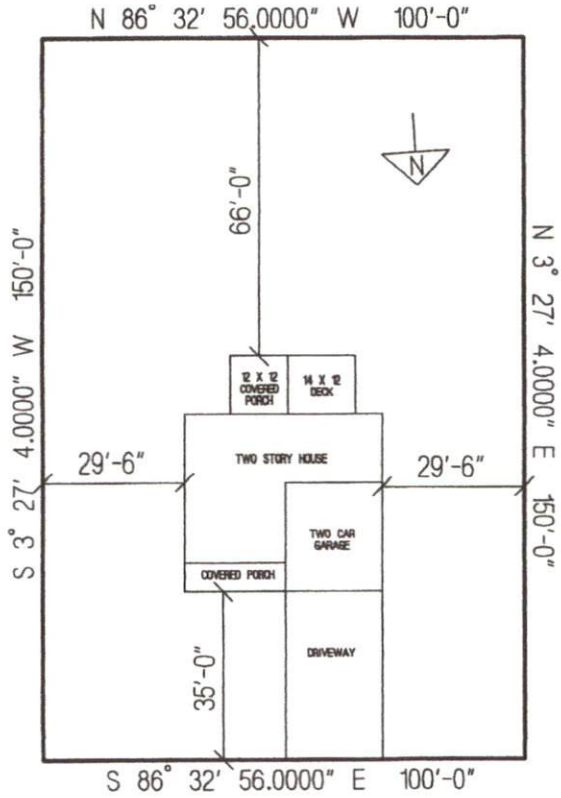 N 86° 32' 56.0000" W 100'-0"
N
66'-0"
S 3° 27' 4.0000" W 150'-0"
N 3° 27' 4.0000" E 150'-0"
12 X 12
COVERED
PORCH
14 X 12
DECK
TWO STORY HOUSE
29'-6"
29'-6"
TWO CAR
GARAGE
COVERED PORCH
DRIVEWAY
35'-0"
S 86° 32' 56.0000" E 100'-0"